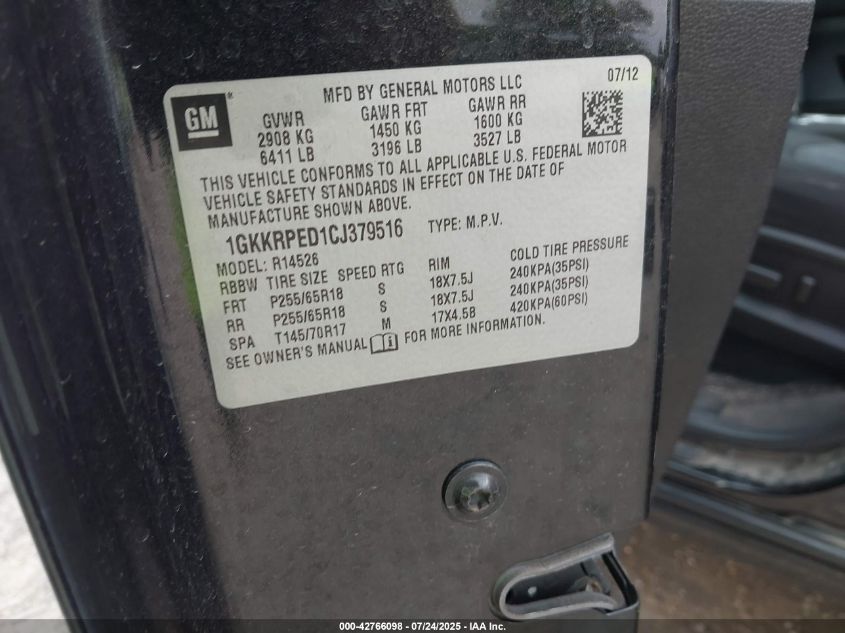 MFD BY GENERAL MOTORS LLC 07/12
GM
GVWR GAWR FRT GAWR RR
2908 KG 1450 KG 1600 KG
6411 LB 3196 LB 3527 LB
THIS VEHICLE CONFORMS TO ALL APPLICABLE U.S. FEDERAL MOTOR
VEHICLE SAFETY STANDARDS IN EFFECT ON THE DATE OF
MANUFACTURE SHOWN ABOVE.
1GKKRPED1CJ379516 TYPE: M.P.V.
MODEL: R14526
RBBW TIRE SIZE SPEED RTG RIM COLD TIRE PRESSURE
FRT P255/65R18 S 18X7.5J 240KPA(35PSI)
RR P255/65R18 S 18X7.5J 240KPA(35PSI)
SPA T145/70R17 M 17X4.5B 420KPA(60PSI)
SEE OWNER'S MANUAL FOR MORE INFORMATION.
000-42766098 - 07/24/2025 - IAA Inc.